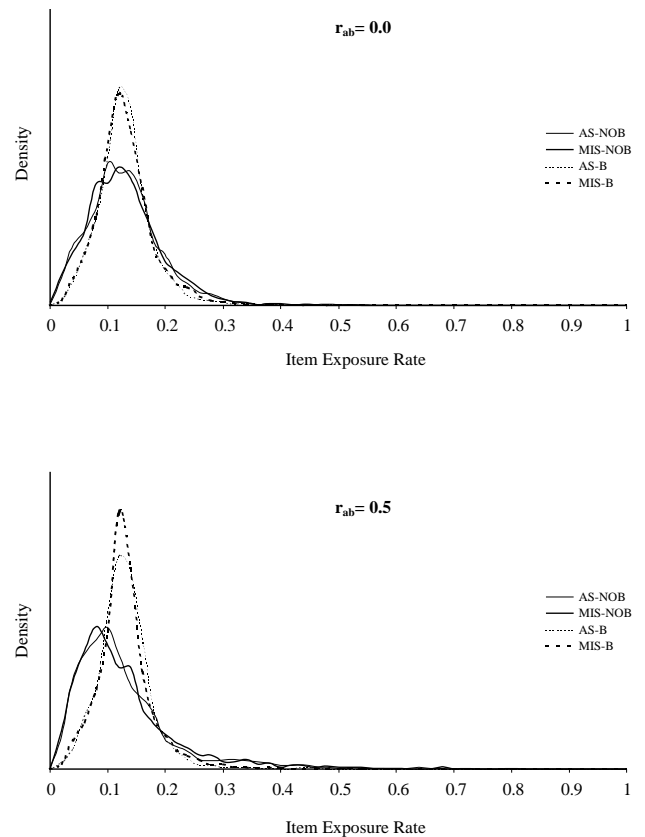 r_ab= 0.0
Density
AS-NOB
MIS-NOB
AS-B
MIS-B
0 0.1 0.2 0.3 0.4 0.5 0.6 0.7 0.8 0.9 1
Item Exposure Rate
r_ab= 0.5
Density
AS-NOB
MIS-NOB
AS-B
MIS-B
0 0.1 0.2 0.3 0.4 0.5 0.6 0.7 0.8 0.9 1
Item Exposure Rate